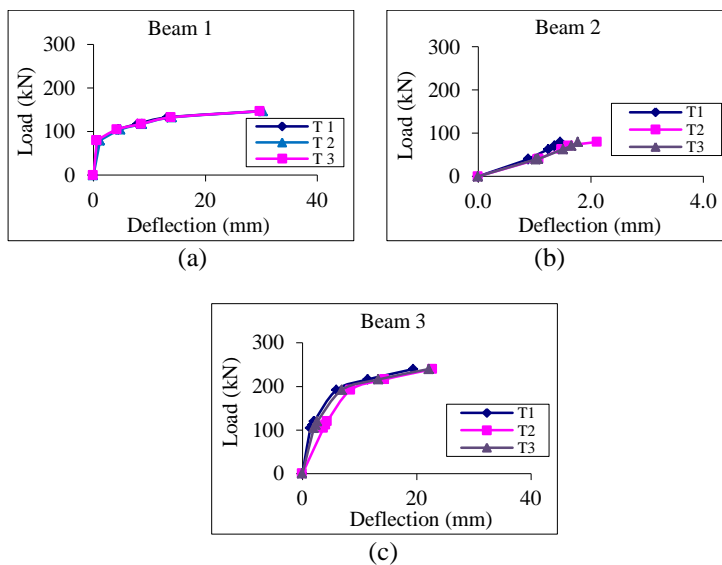 Beam 1
300
200
100
0
Load (kN)
T 1
T 2
T 3
0
20
40
Deflection (mm)
(a)
Beam 2
300
200
100
0
Load (kN)
T1
T2
T3
0.0
2.0
4.0
Deflection (mm)
(b)
Beam 3
300
200
100
0
Load (kN)
T1
T2
T3
0
20
40
Deflection (mm)
(c)